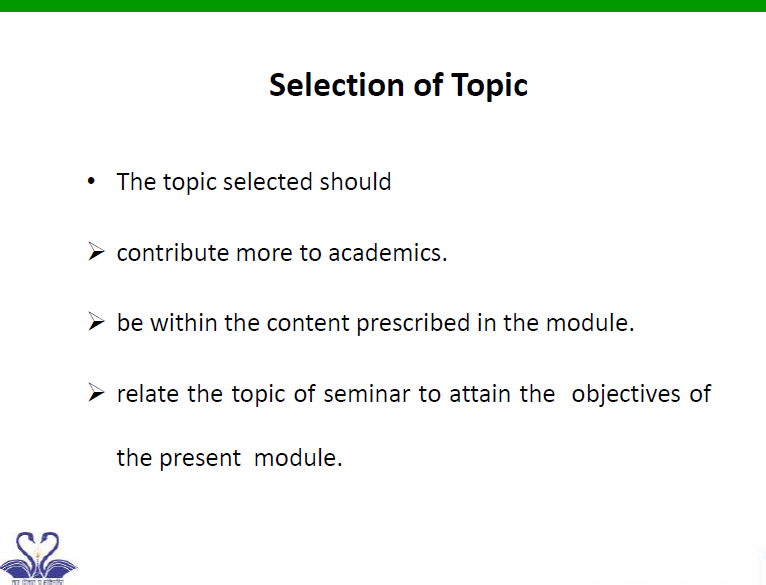 Selection of Topic
• The topic selected should
➢ contribute more to academics.
➢ be within the content prescribed in the module.
➢ relate the topic of seminar to attain the objectives of
the present module.